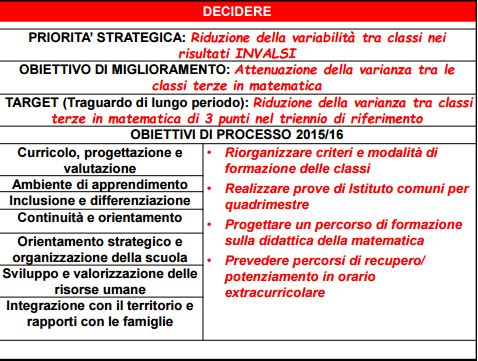 DECIDERE
PRIORITA' STRATEGICA: Riduzione della variabilità tra classi nei
risultati INVALSI
OBIETTIVO DI MIGLIORAMENTO: Attenuazione della varianza tra le
classi terze in matematica
TARGET (Traguardo di lungo periodo): Riduzione della varianza tra classi
terze in matematica di 3 punti nel triennio di riferimento
OBIETTIVI DI PROCESSO 2015/16
Curricolo, progettazione e
valutazione
Ambiente di apprendimento
Inclusione e differenziazione
Continuità e orientamento
Orientamento strategico e
organizzazione della scuola
Sviluppo e valorizzazione delle
risorse umane
Integrazione con il territorio e
rapporti con le famiglie
• Riorganizzare criteri e modalità di
formazione delle classi
• Realizzare prove di Istituto comuni per
quadrimestre
• Progettare un percorso di formazione
sulla didattica della matematica
• Prevedere percorsi di recupero/
potenziamento in orario
extracurricolare